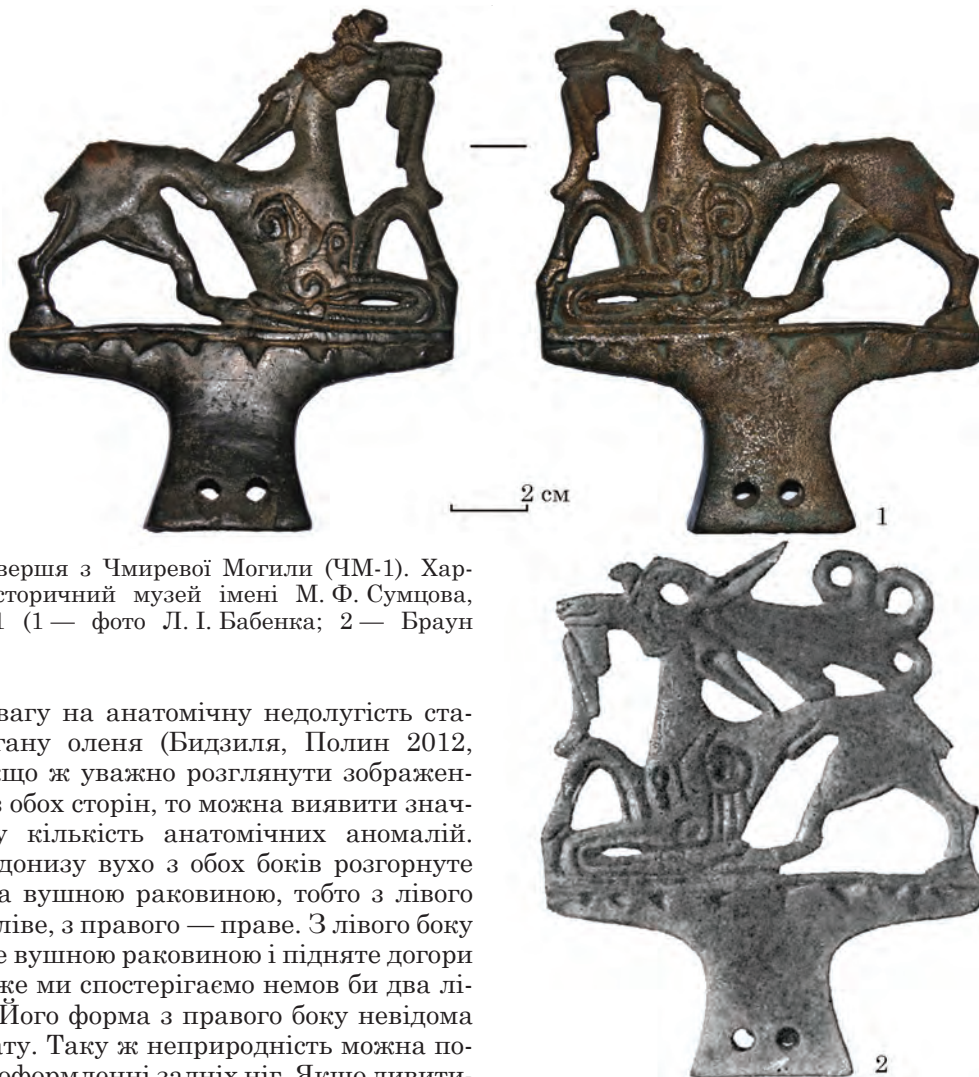 2 см
1
вершя з Чмиревої Могили (ЧМ-1). Хар-
сторичний музей імені М. Ф. Сумцова,
1 (1 — фото Л. І. Бабенка; 2 — Браун
вагу на анатомічну недолугість ста-
гану оленя (Бидзиля, Полин 2012,
кщо ж уважно розглянути зображен-
з обох сторін, то можна виявити знач-
у кількість анатомічних аномалій.
донизу вухо з обох боків розгорнуте
а вушною раковиною, тобто з лівого
ліве, з правого — праве. З лівого боку
е вушною раковиною і підняте догори
же ми спостерігаємо немов би два лі-
Його форма з правого боку невідома
ату. Таку ж неприродність можна по-
оформленні задніх ніг. Якщо дивити-
2